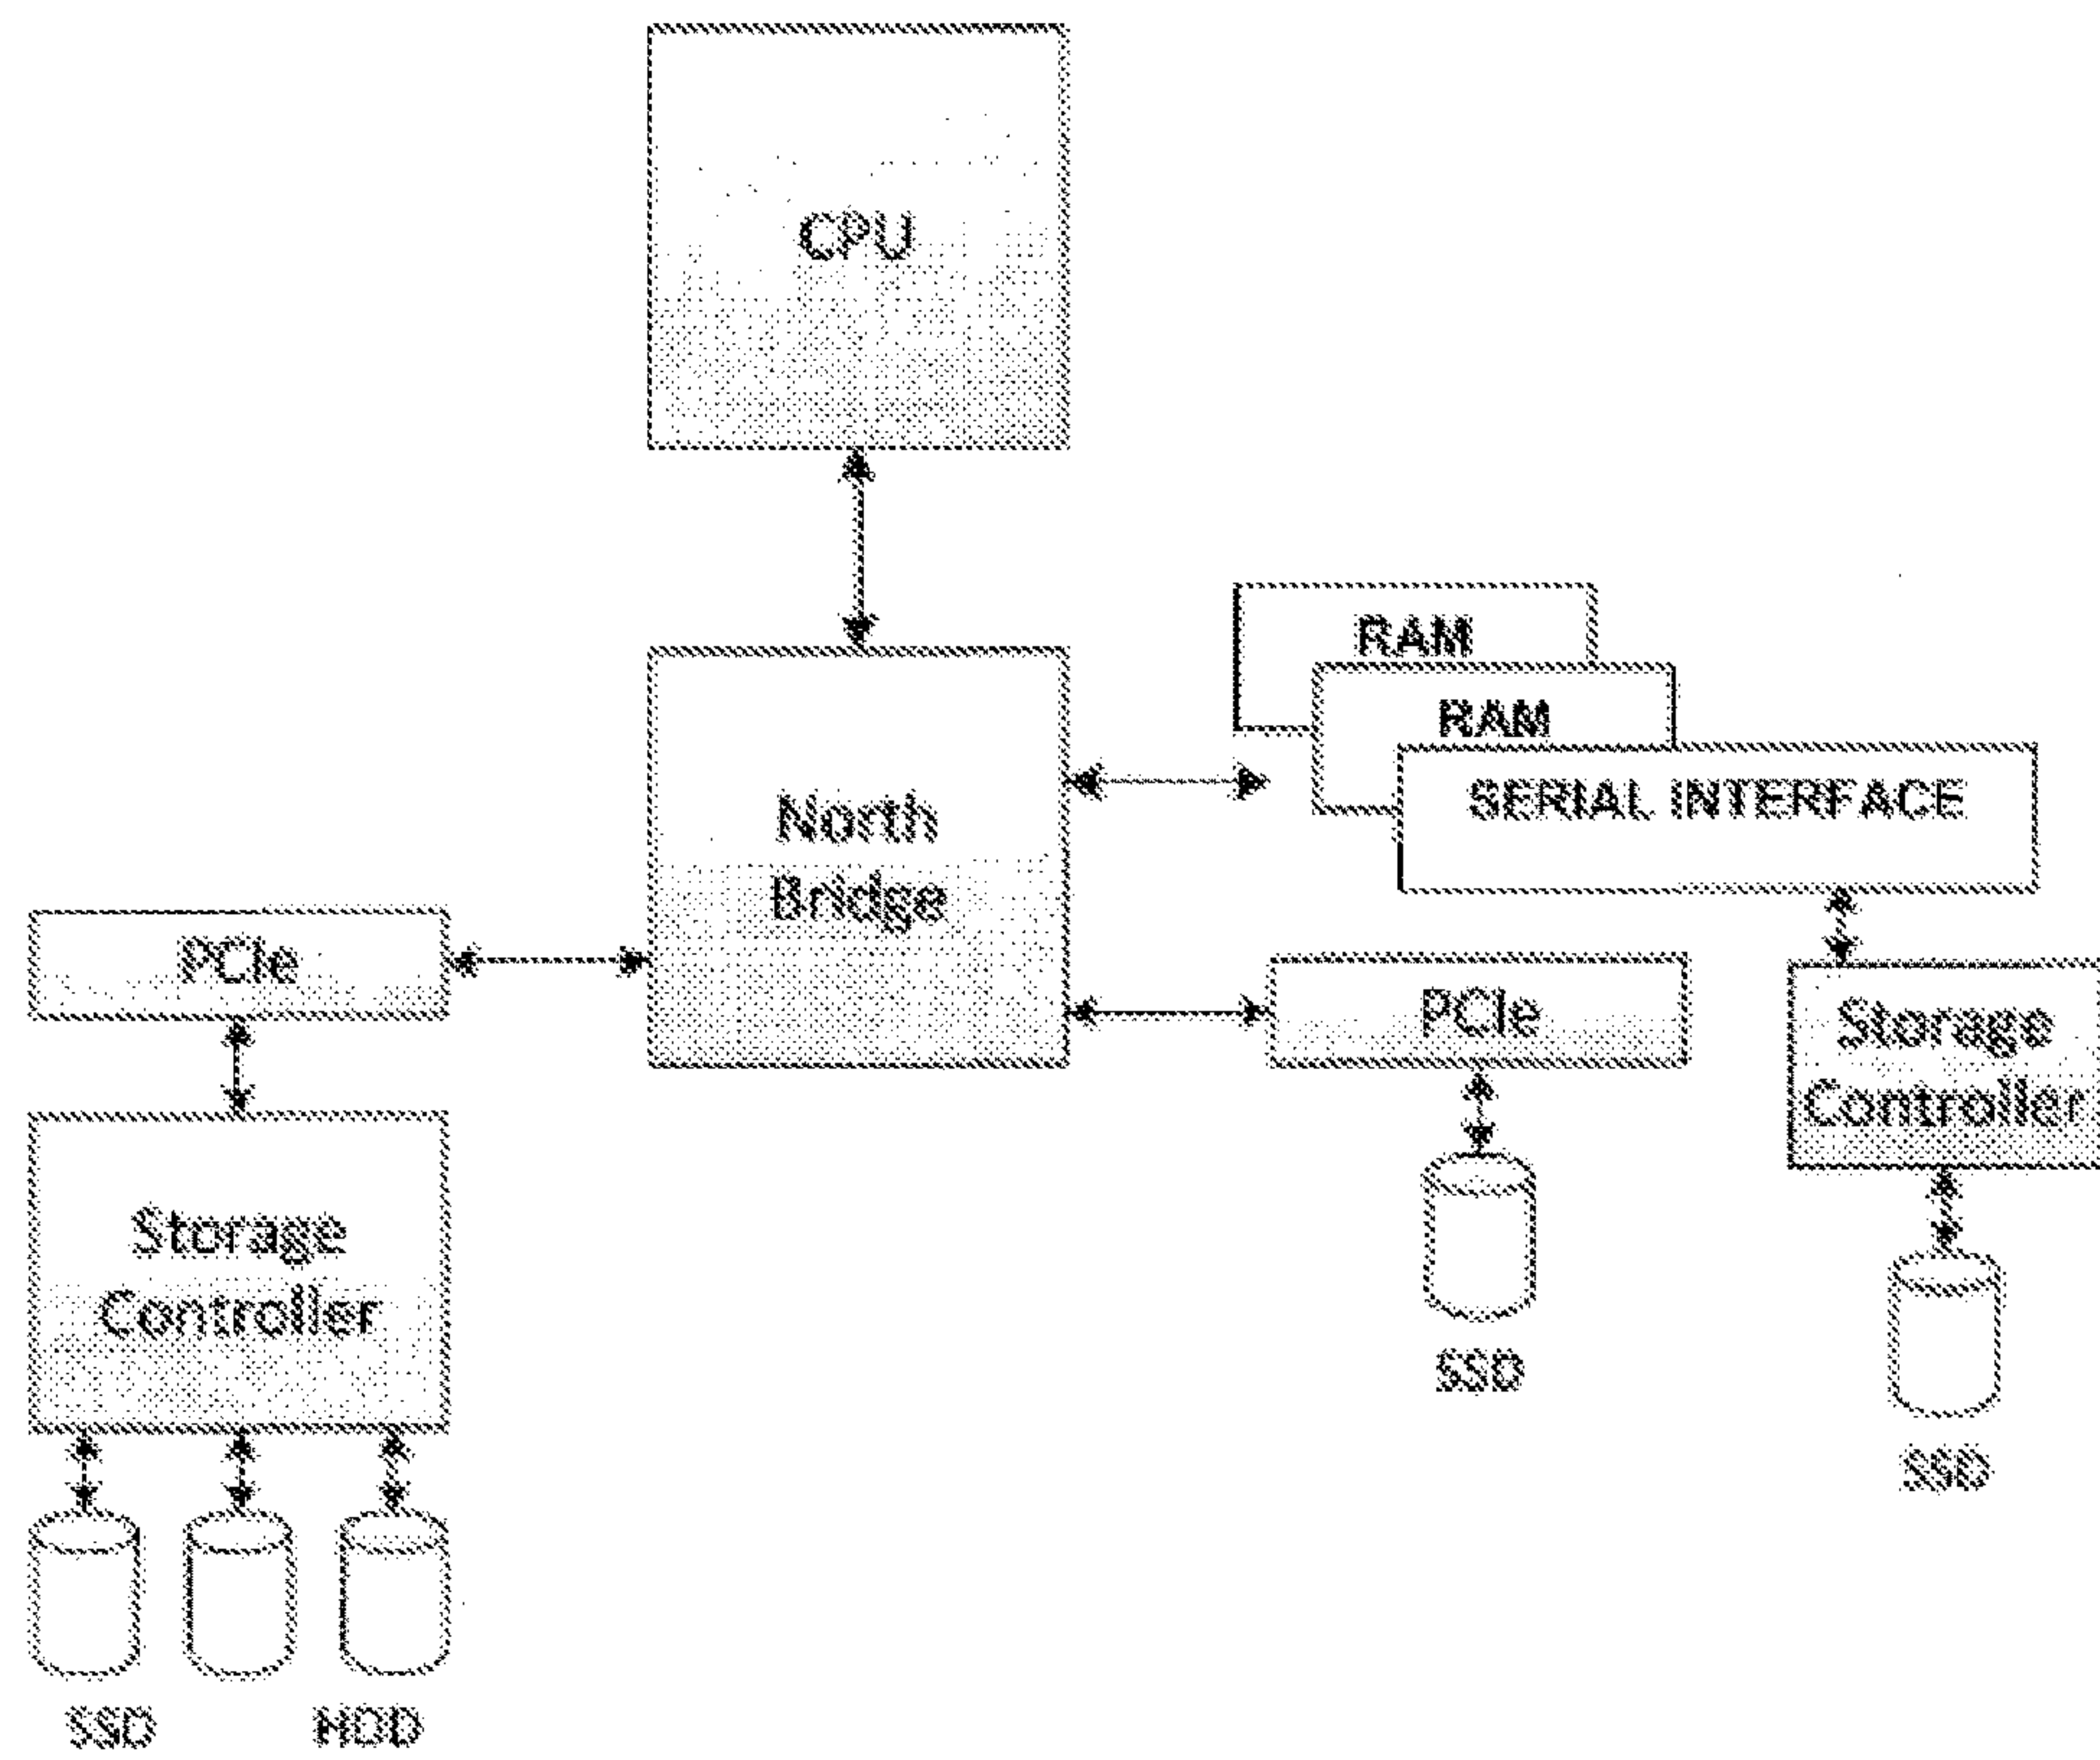 CPU
RAM
RAM
SERIAL INTERFACE
North
Bridge
PCIe
PCIe
Storage
Controller
Storage
Controller
SSD
SSD
SSD
HDD